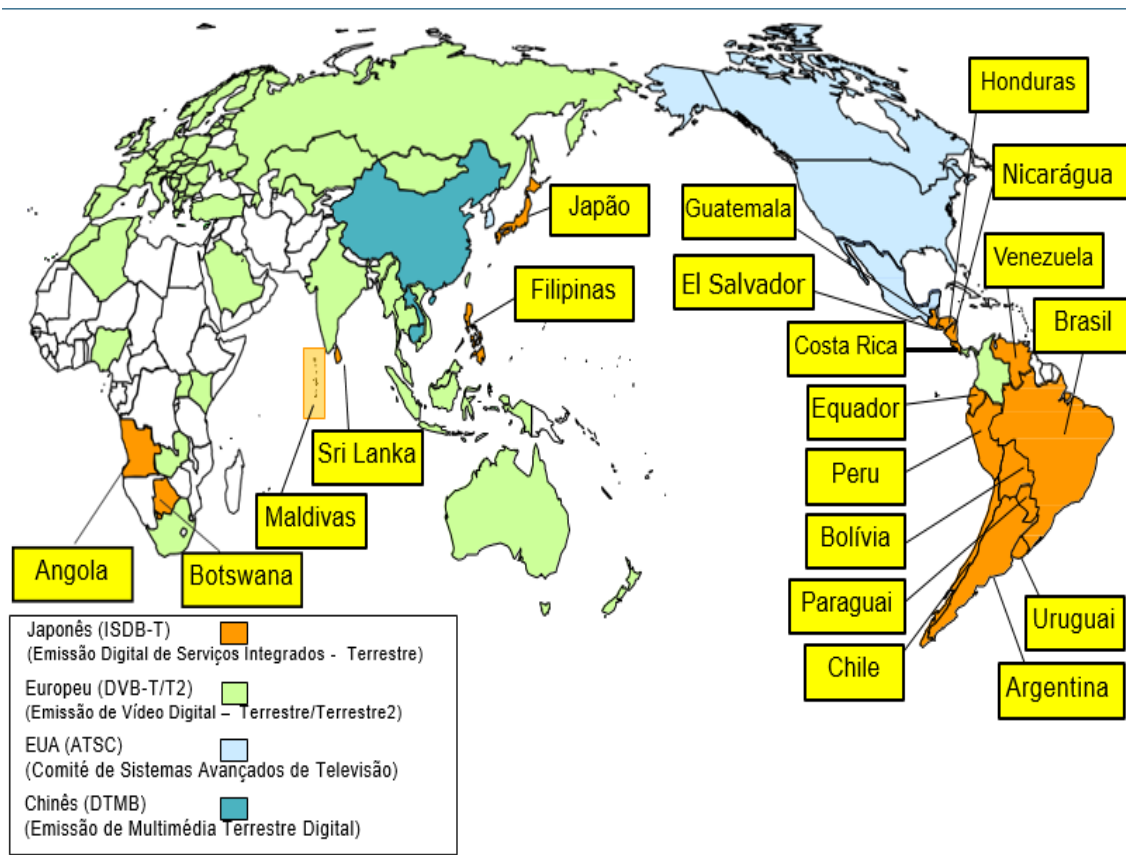 Honduras
Nicarágua
Japão
Guatemala
Venezuela
Filipinas
El Salvador
Brasil
Costa Rica
Equador
Sri Lanka
Peru
Maldivas
Bolívia
Angola
Botswana
Paraguai
Uruguai
Chile
Argentina
Japonês (ISDB-T)
(Emissão Digital de Serviços Integrados - Terrestre)
Europeu (DVB-T/T2)
(Emissão de Vídeo Digital – Terrestre/Terrestre2)
EUA (ATSC)
(Comité de Sistemas Avançados de Televisão)
Chinês (DTMB)
(Emissão de Multimédia Terrestre Digital)